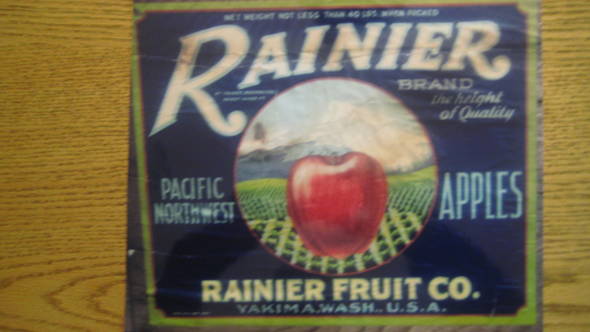 NET WEIGHT NOT LESS THAN 40 LBS. WHEN PACKED
RAINIER
BRAND
the height
of Quality
PACIFIC
NORTHWEST
APPLES
RAINIER FRUIT CO.
YAKIMA, WASH., U.S.A.